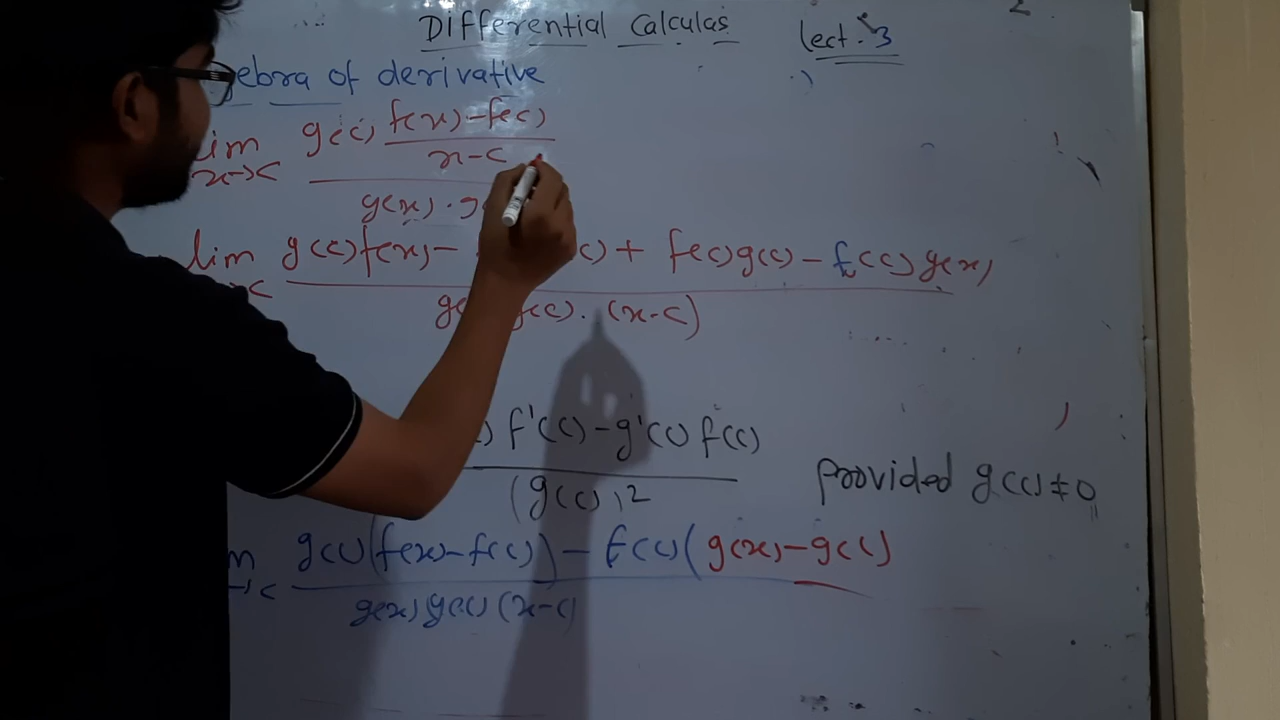 Differential Calculas Lect. 3
ebra of derivative
lim x→c g(c) f(x)-f(c) / x-c
g(x) . g
lim g(c)f(x)- c) + f(c)g(c) - f(c)g(x)
g( g(c). (x-c)
) f'(c) - g'(c) f(c)
(g(c))2 provided g(c)≠0
m →c g(c)(f(x)-f(c)) - f(c)(g(x)-g(c)
g(x) g(c) (x-c)